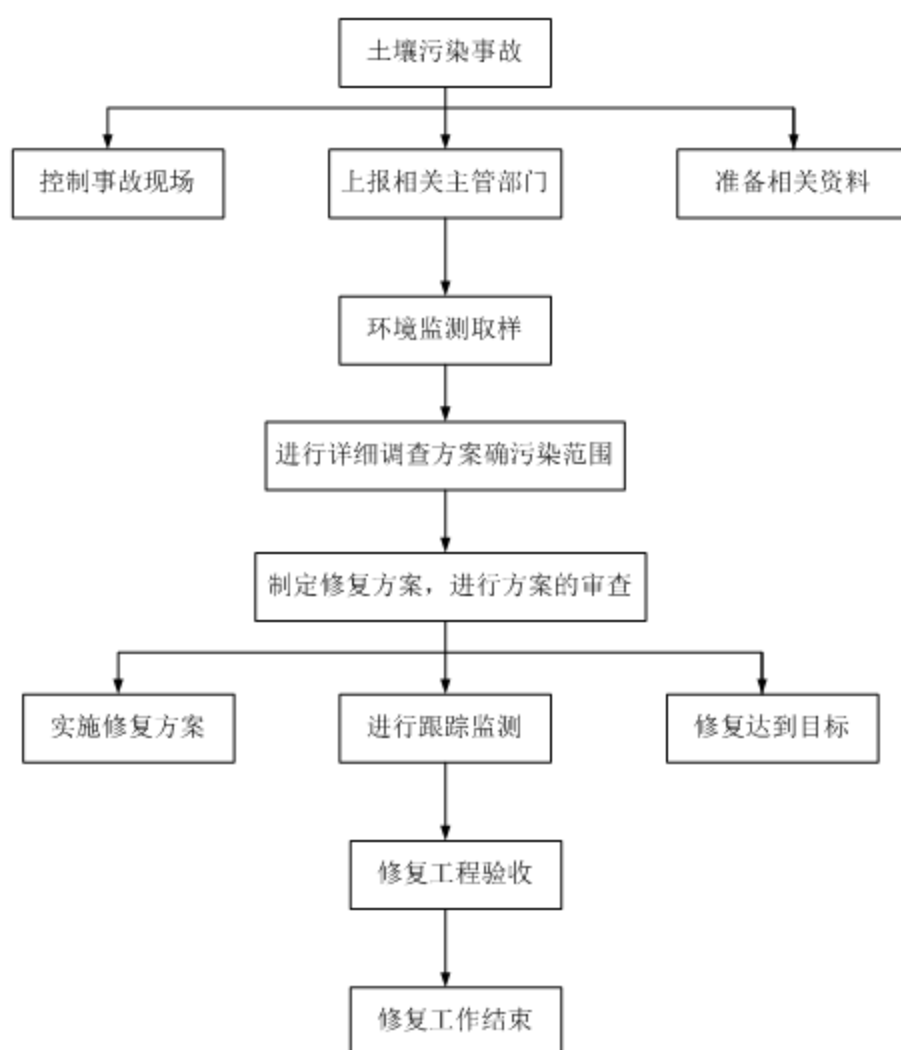 土壤污染事故
控制事故现场
上报相关主管部门
准备相关资料
环境监测取样
进行详细调查方案确污染范围
制定修复方案，进行方案的审查
实施修复方案
进行跟踪监测
修复达到目标
修复工程验收
修复工作结束